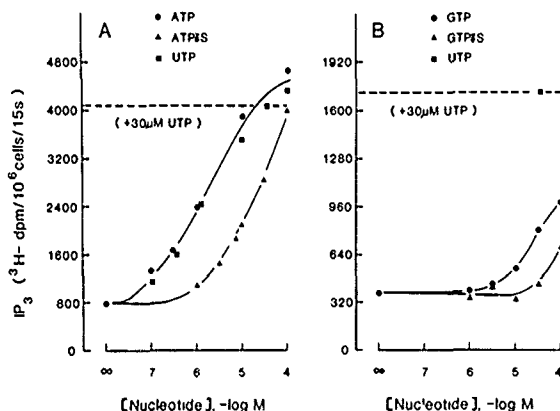 A
ATP
ATPγS
UTP
4800
4000
3200
2400
1600
800
0
(+30μM UTP)
IP3 (3H-dpm/10^6 cells/15s)
∞ 7 6 5 4
[Nucleotide], -log M
B
GTP
GTPγS
UTP
1920
1600
1280
960
640
320
0
(+30μM UTP)
∞ 7 6 5 4
[Nucleotide], -log M